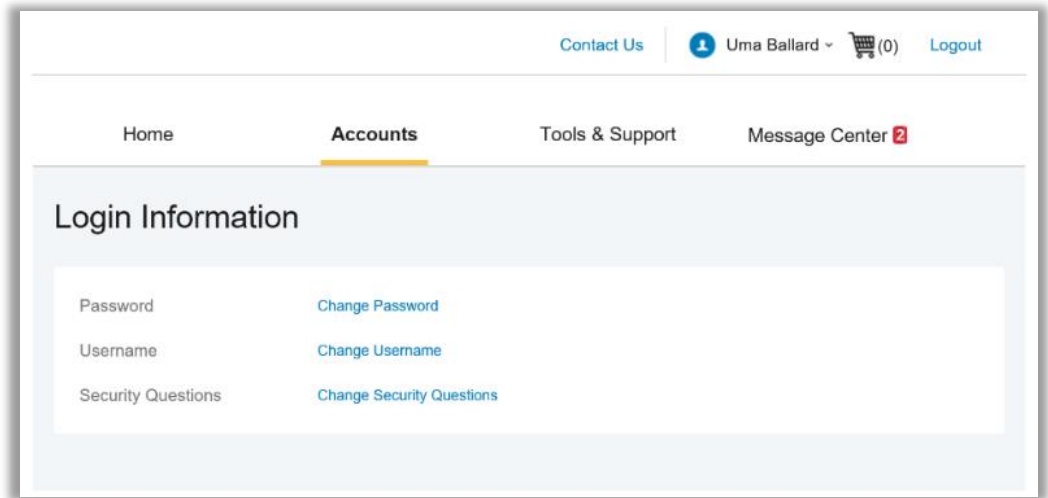 Contact Us Uma Ballard (0) Logout
Home Accounts Tools & Support Message Center 2
Login Information
Password Change Password
Username Change Username
Security Questions Change Security Questions